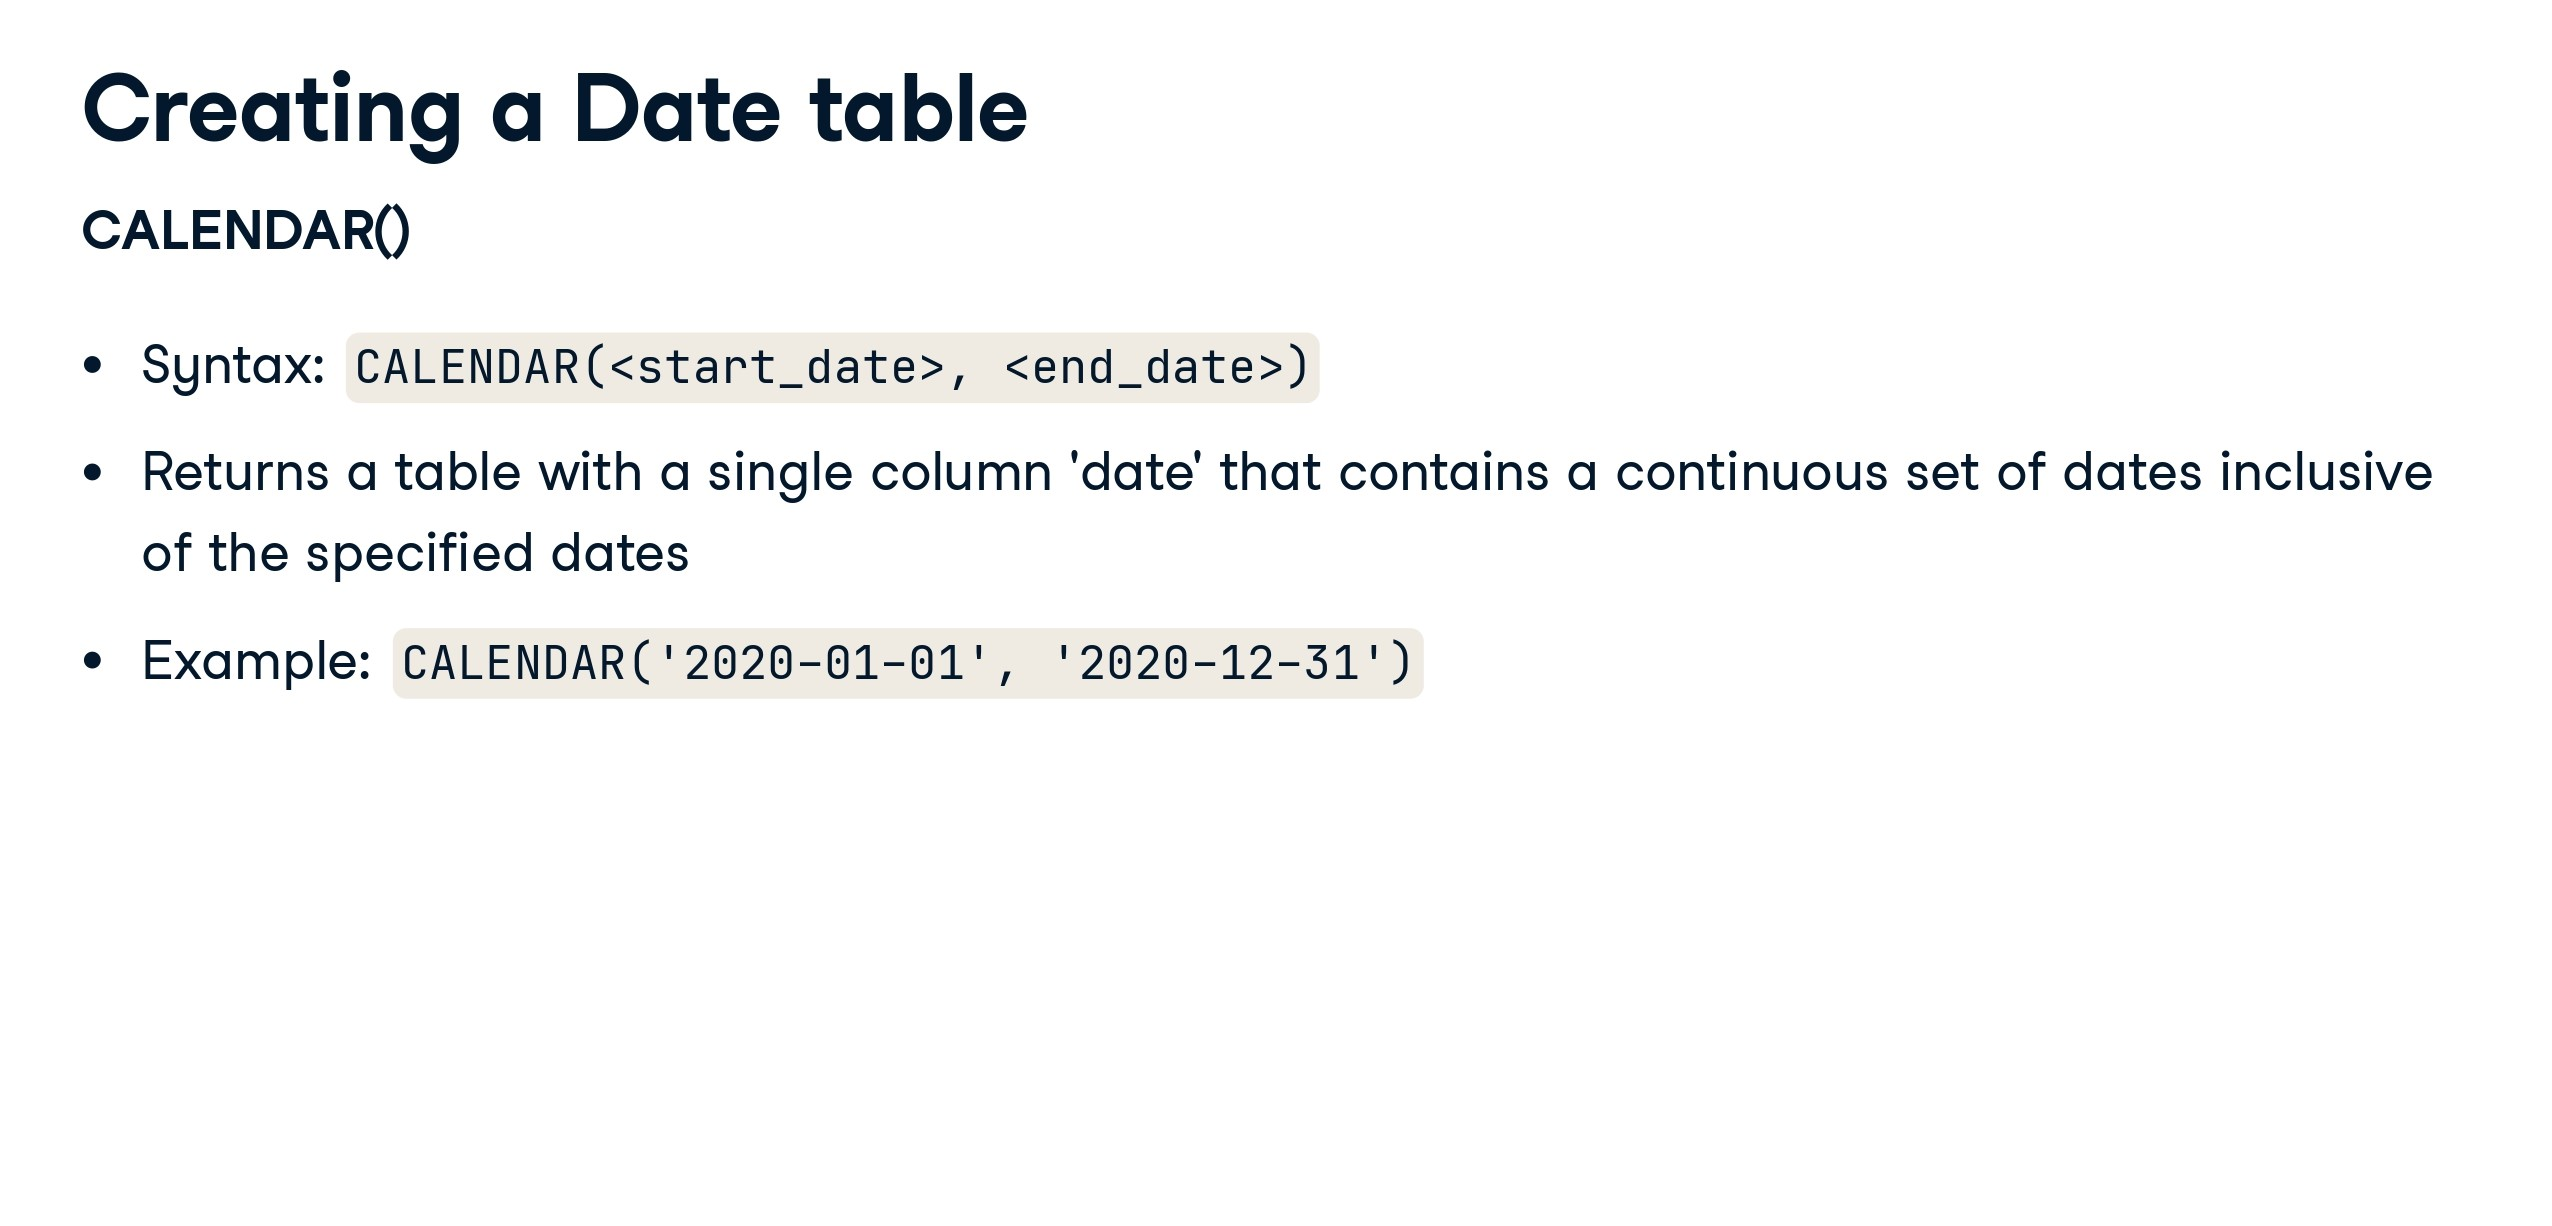 Creating a Date table
CALENDAR()
• Syntax: CALENDAR(<start_date>, <end_date>)
• Returns a table with a single column 'date' that contains a continuous set of dates inclusive
of the specified dates
• Example: CALENDAR('2020-01-01', '2020-12-31')